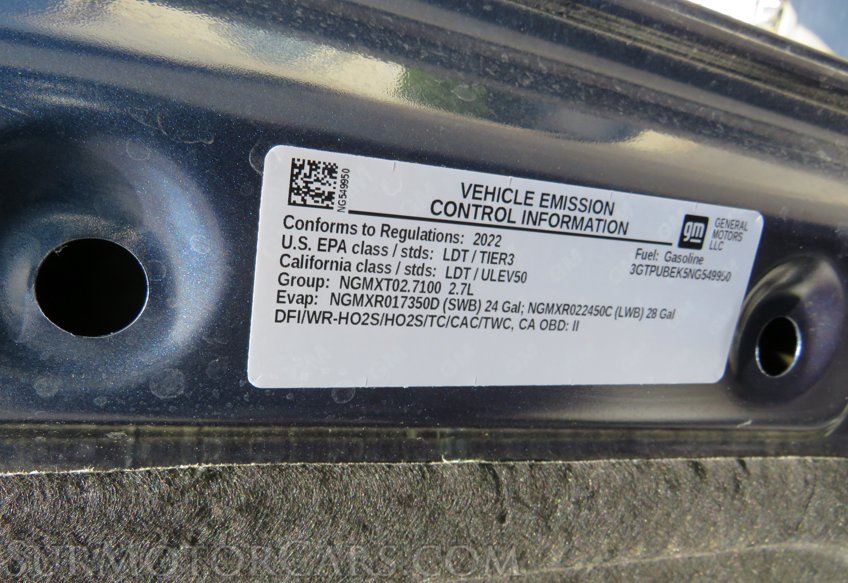 NG549950
VEHICLE EMISSION
CONTROL INFORMATION
gm
GENERAL
MOTORS
LLC
Conforms to Regulations: 2022
U.S. EPA class / stds: LDT / TIER3
California class / stds: LDT / ULEV50
Group: NGMXT02.7100 2.7L
Evap: NGMXR017350D (SWB) 24 Gal; NGMXR022450C (LWB) 28 Gal
DFI/WR-HO2S/HO2S/TC/CAC/TWC, CA OBD: II
Fuel: Gasoline
3GTPUBEK5NG549950
SubMotorCars.com